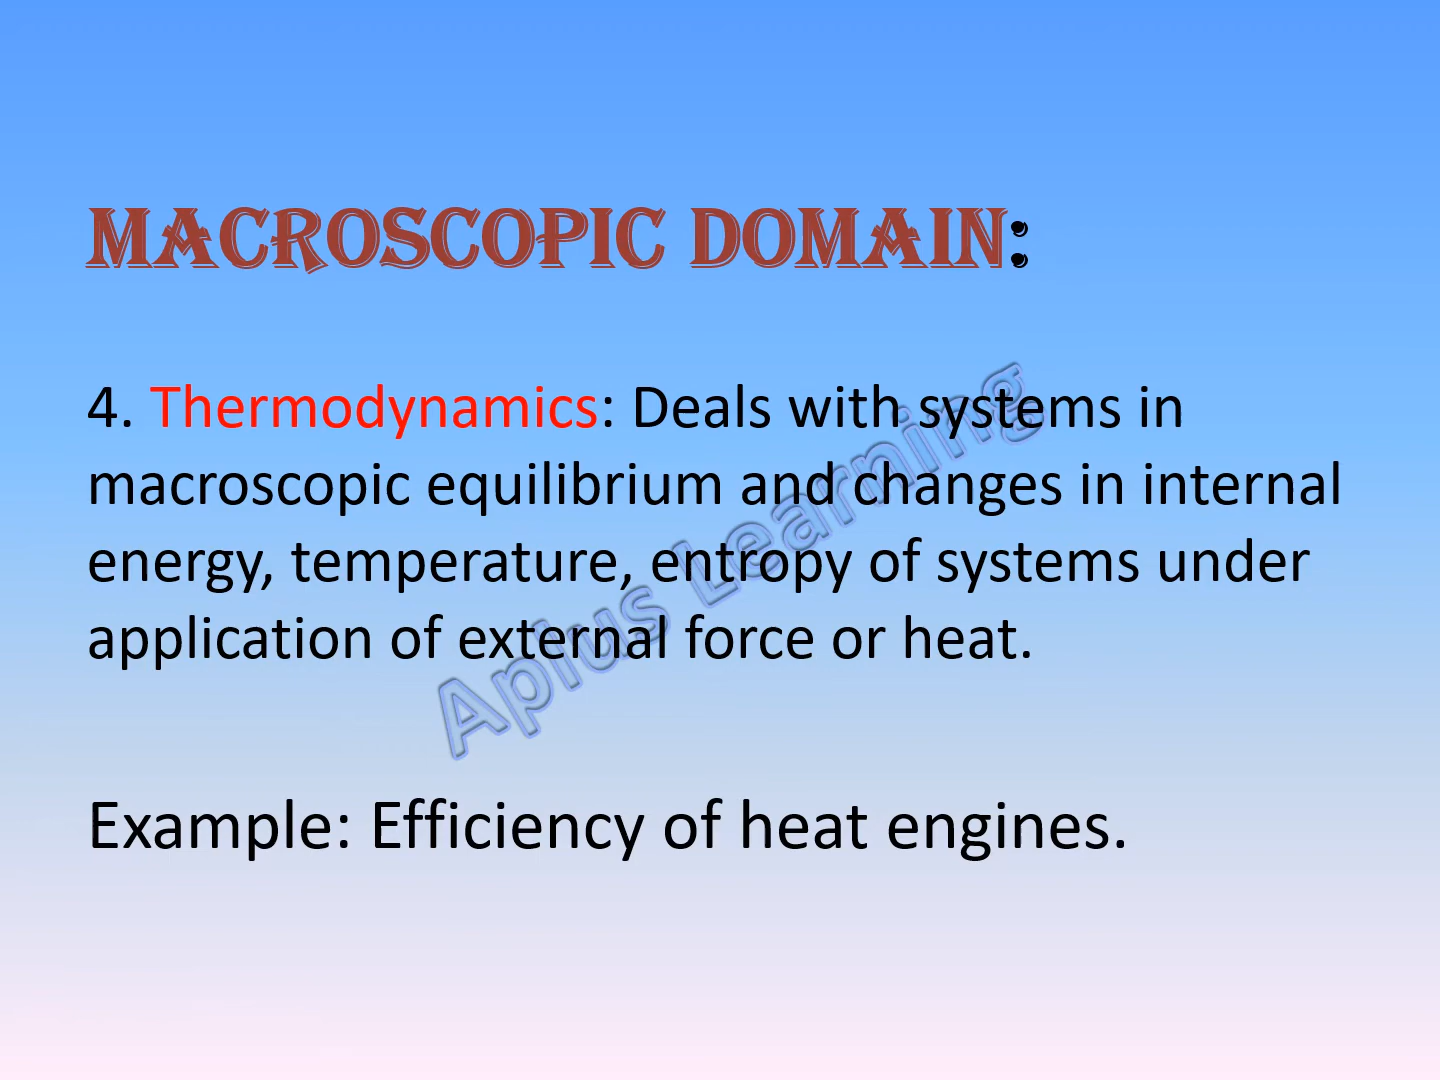 MACROSCOPIC DOMAIN:
4. Thermodynamics: Deals with systems in
macroscopic equilibrium and changes in internal
energy, temperature, entropy of systems under
application of external force or heat.
Aplus Learning
Example: Efficiency of heat engines.